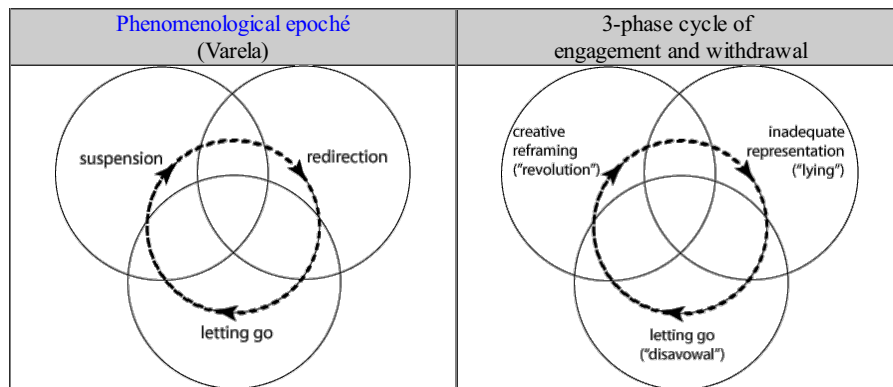 Phenomenological epoché
(Varela)
3-phase cycle of
engagement and withdrawal
suspension
redirection
letting go
creative
reframing
("revolution")
inadequate
representation
("lying")
letting go
("disavowal")